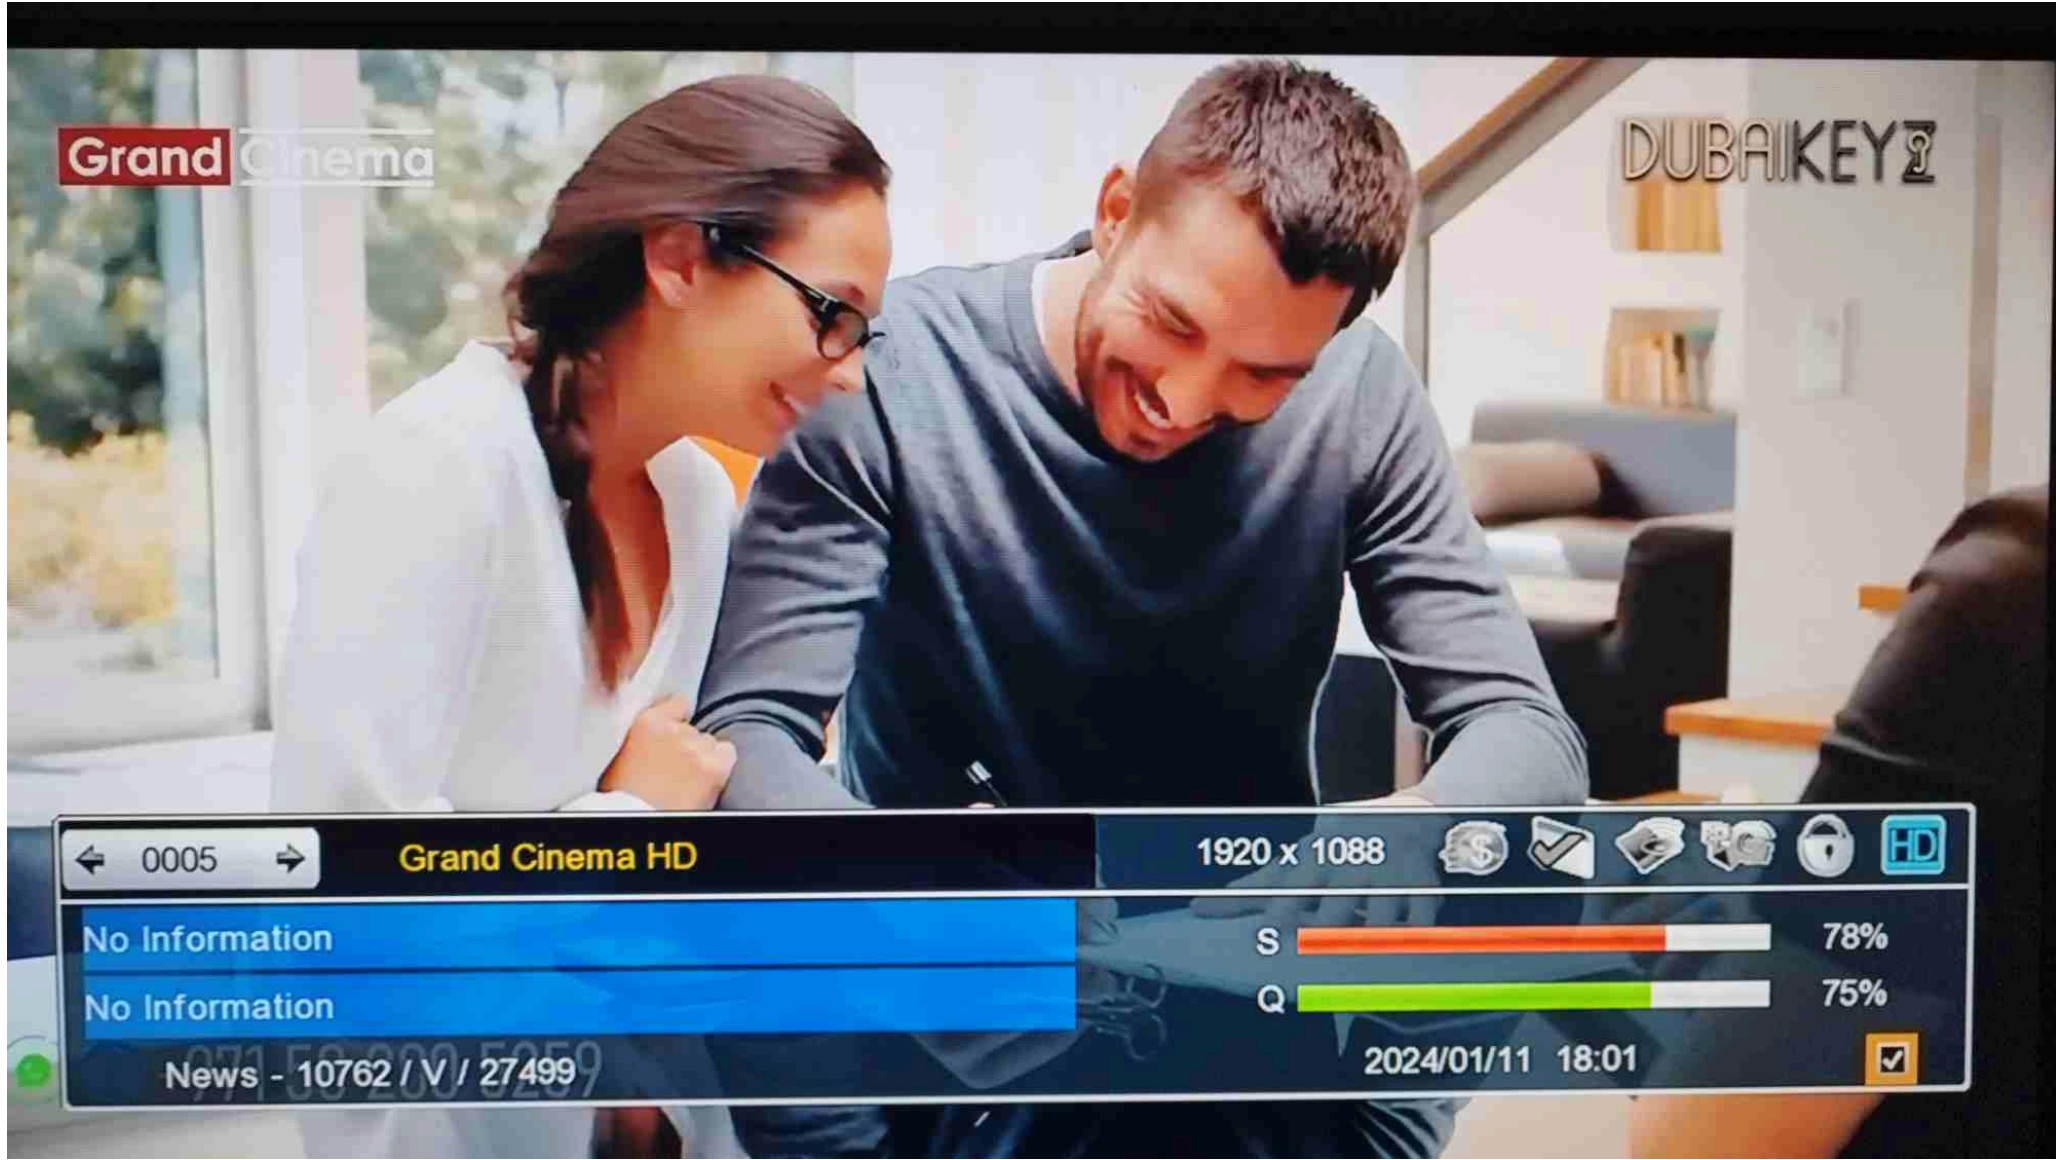 Grand Cinema
DUBAIKEYZ
0005
Grand Cinema HD
1920 x 1088
$
HD
No Information
S
78%
No Information
Q
75%
News - 10762 / V / 27499
2024/01/11 18:01